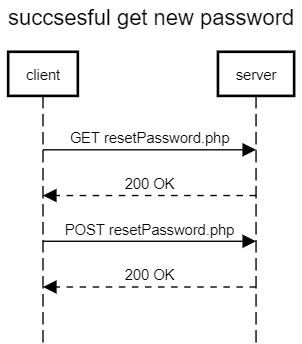 succsesful get new password
client
server
GET resetPassword.php
200 OK
POST resetPassword.php
200 OK